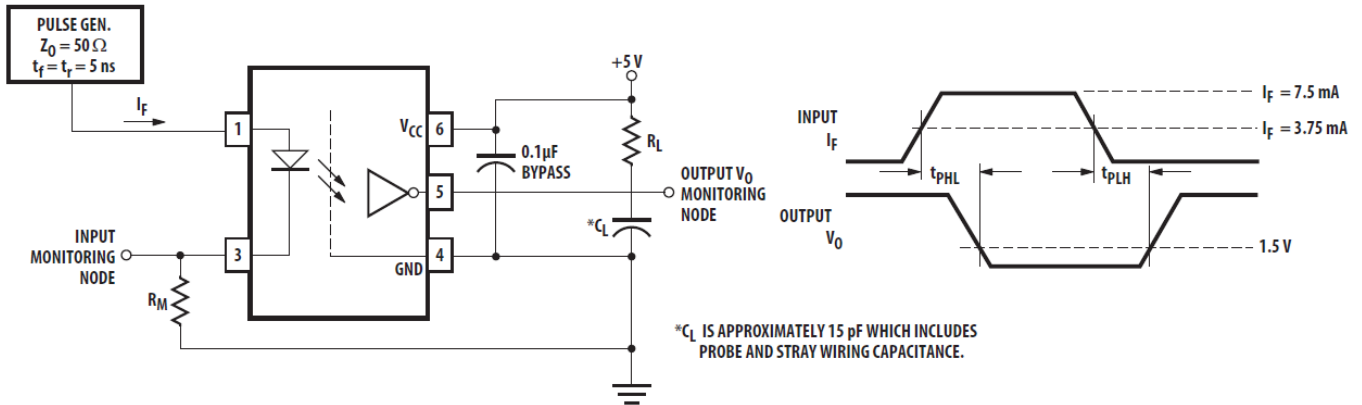 PULSE GEN.
Z₀ = 50 Ω
t_f = t_r = 5 ns
I_F
1
3
INPUT
MONITORING
NODE
R_M
V_CC
6
5
4
GND
0.1μF
BYPASS
+5 V
R_L
*C_L
OUTPUT V_O
MONITORING
NODE
*C_L IS APPROXIMATELY 15 pF WHICH INCLUDES
PROBE AND STRAY WIRING CAPACITANCE.
INPUT
I_F
I_F = 7.5 mA
I_F = 3.75 mA
t_PHL
t_PLH
OUTPUT
V_O
1.5 V